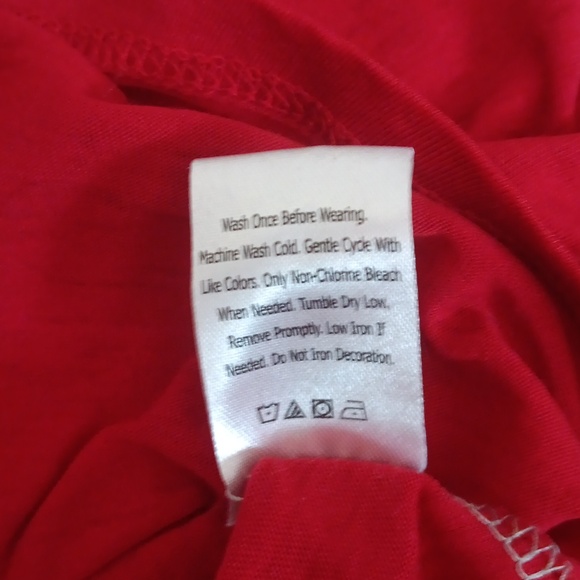 Wash Once Before Wearing.
Machine Wash Cold. Gentle Cycle With
Like Colors. Only Non-Chlorine Bleach
When Needed. Tumble Dry Low.
Remove Promptly. Low Iron If
Needed. Do Not Iron Decoration.